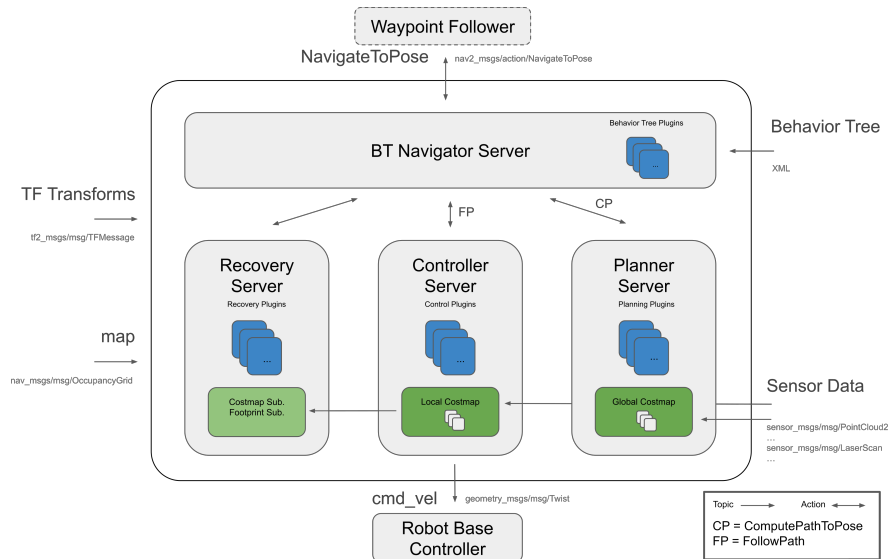 Waypoint Follower
NavigateToPose
nav2_msgs/action/NavigateToPose
Behavior Tree Plugins
...
BT Navigator Server
Behavior Tree
XML
TF Transforms
tf2_msgs/msg/TFMessage
FP
CP
Recovery
Server
Recovery Plugins
...
Costmap Sub.
Footprint Sub.
Controller
Server
Control Plugins
...
Local Costmap
Planner
Server
Planning Plugins
...
Global Costmap
map
nav_msgs/msg/OccupancyGrid
Sensor Data
sensor_msgs/msg/PointCloud2
...
sensor_msgs/msg/LaserScan
...
cmd_vel
geometry_msgs/msg/Twist
Robot Base
Controller
Topic
Action
CP = ComputePathToPose
FP = FollowPath